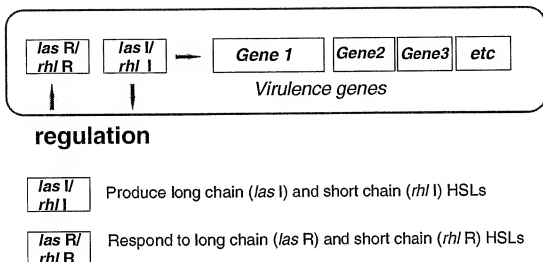 las R/ rhl R
las I/ rhl I
Gene 1
Gene2
Gene3
etc
Virulence genes
regulation
las I/ rhl I
Produce long chain (las I) and short chain (rhl I) HSLs
las R/ rhl R
Respond to long chain (las R) and short chain (rhl R) HSLs